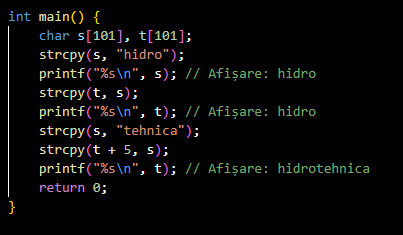 int main() {
    char s[101], t[101];
    strcpy(s, "hidro");
    printf("%s\n", s); // Afișare: hidro
    strcpy(t, s);
    printf("%s\n", t); // Afișare: hidro
    strcpy(s, "tehnica");
    strcpy(t + 5, s);
    printf("%s\n", t); // Afișare: hidrotehnica
    return 0;
}